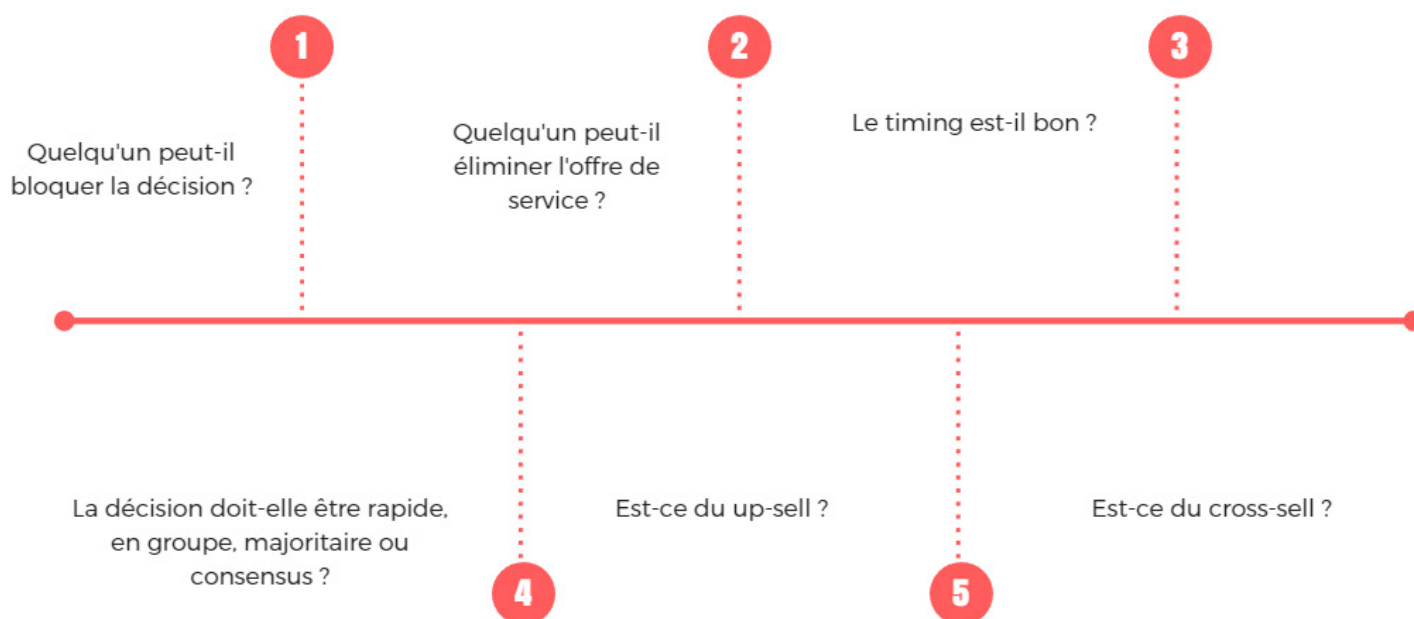 1
Quelqu'un peut-il
bloquer la décision ?
2
Quelqu'un peut-il
éliminer l'offre de
service ?
3
Le timing est-il bon ?
La décision doit-elle être rapide,
en groupe, majoritaire ou
consensus ?
4
Est-ce du up-sell ?
5
Est-ce du cross-sell ?